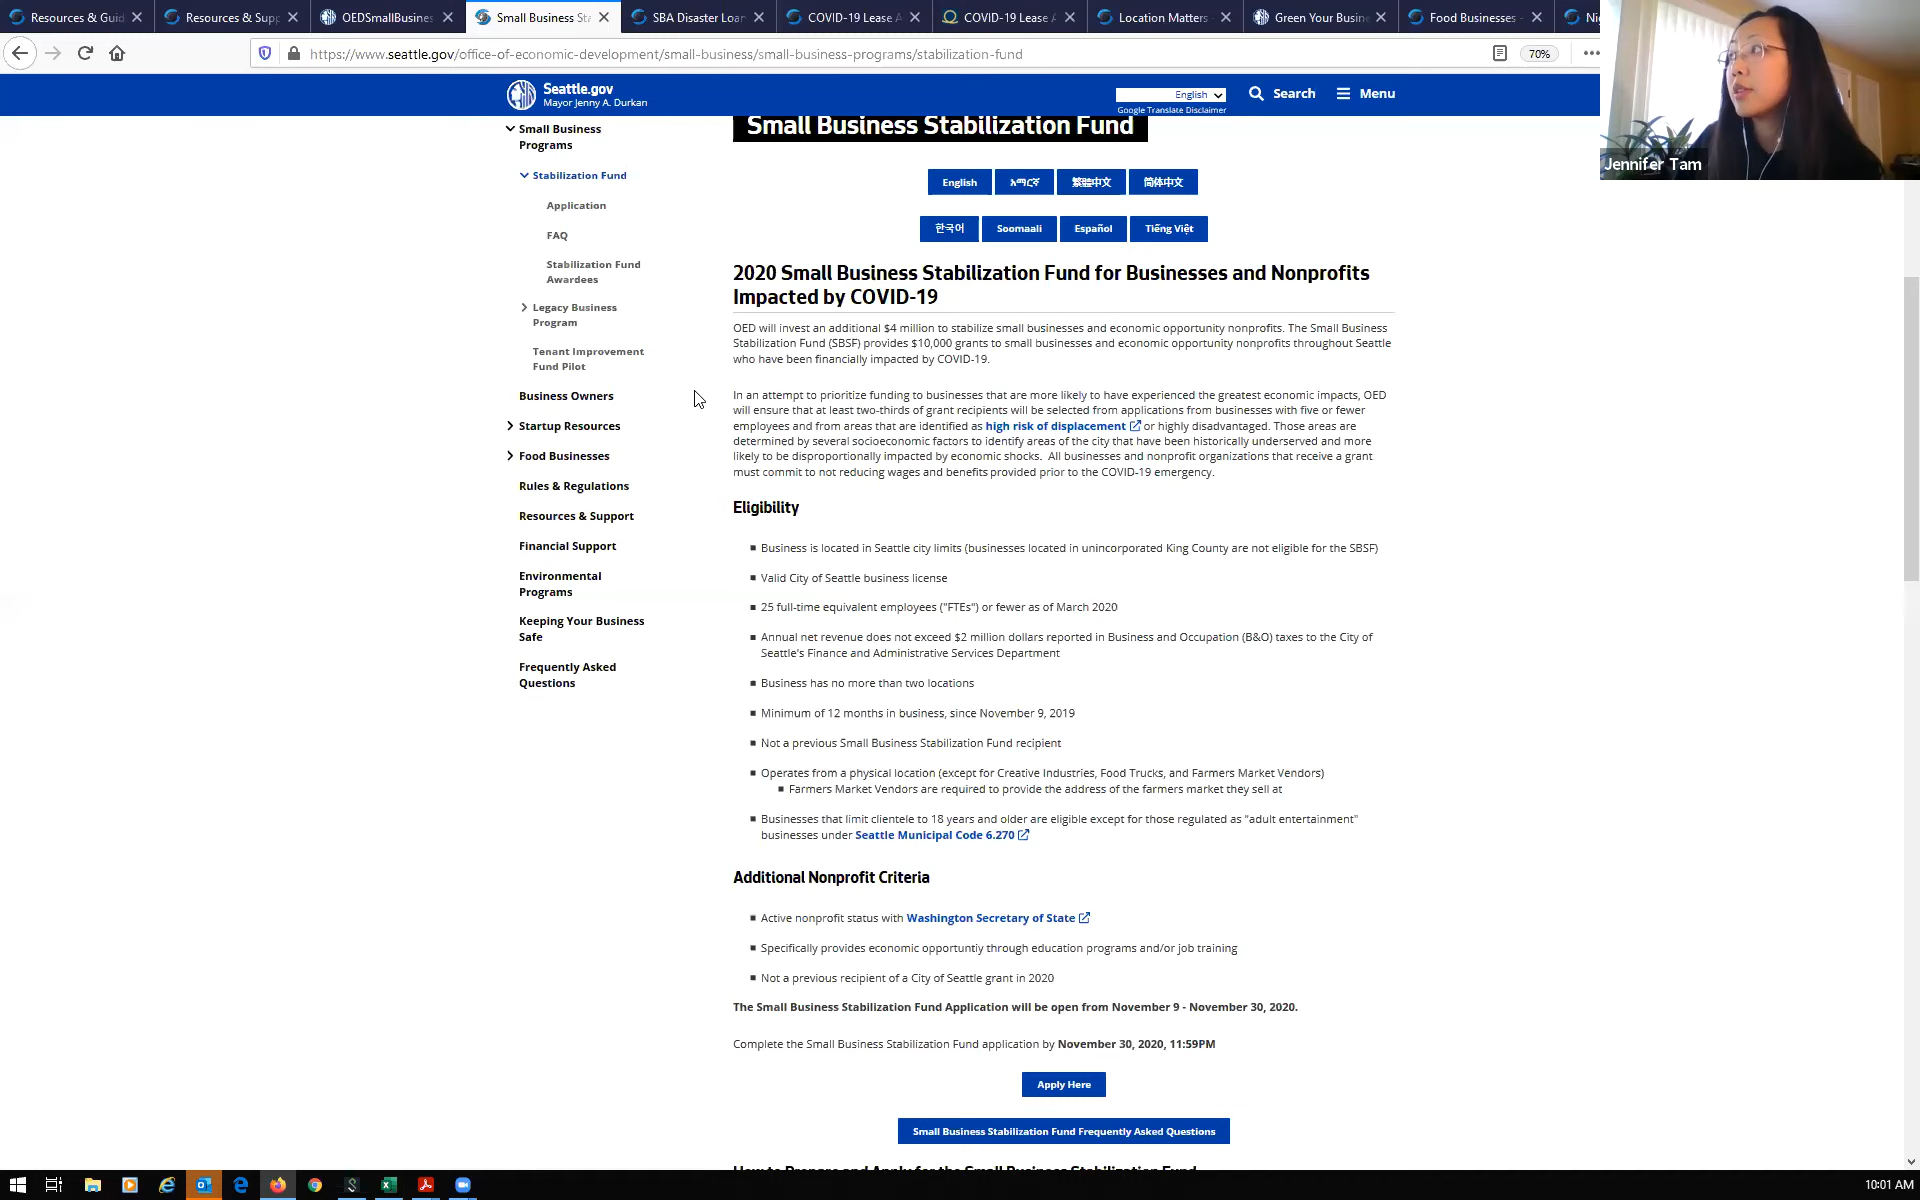 Resources & Guid
Resources & Supp
OEDSmallBusines
Small Business Sta
SBA Disaster Loan
COVID-19 Lease A
COVID-19 Lease A
Location Matters -
Green Your Busin
Food Businesses -
Nig
https://www.seattle.gov/office-of-economic-development/small-business/small-business-programs/stabilization-fund
70%
Jennifer Tam
Seattle.gov
Mayor Jenny A. Durkan
English
Google Translate Disclaimer
Search
Menu
Small Business
Programs
Stabilization Fund
Application
FAQ
Stabilization Fund
Awardees
Legacy Business
Program
Tenant Improvement
Fund Pilot
Business Owners
Startup Resources
Food Businesses
Rules & Regulations
Resources & Support
Financial Support
Environmental
Programs
Keeping Your Business
Safe
Frequently Asked
Questions
Small Business Stabilization Fund
English አማርኛ 繁體中文 简体中文
한국어 Soomaali Español Tiếng Việt
2020 Small Business Stabilization Fund for Businesses and Nonprofits
Impacted by COVID-19
OED will invest an additional $4 million to stabilize small businesses and economic opportunity nonprofits. The Small Business
Stabilization Fund (SBSF) provides $10,000 grants to small businesses and economic opportunity nonprofits throughout Seattle
who have been financially impacted by COVID-19.
In an attempt to prioritize funding to businesses that are more likely to have experienced the greatest economic impacts, OED
will ensure that at least two-thirds of grant recipients will be selected from applications from businesses with five or fewer
employees and from areas that are identified as high risk of displacement or highly disadvantaged. Those areas are
determined by several socioeconomic factors to identify areas of the city that have been historically underserved and more
likely to be disproportionally impacted by economic shocks. All businesses and nonprofit organizations that receive a grant
must commit to not reducing wages and benefits provided prior to the COVID-19 emergency.
Eligibility
Business is located in Seattle city limits (businesses located in unincorporated King County are not eligible for the SBSF)
Valid City of Seattle business license
25 full-time equivalent employees ("FTEs") or fewer as of March 2020
Annual net revenue does not exceed $2 million dollars reported in Business and Occupation (B&O) taxes to the City of
Seattle's Finance and Administrative Services Department
Business has no more than two locations
Minimum of 12 months in business, since November 9, 2019
Not a previous Small Business Stabilization Fund recipient
Operates from a physical location (except for Creative Industries, Food Trucks, and Farmers Market Vendors)
Farmers Market Vendors are required to provide the address of the farmers market they sell at
Businesses that limit clientele to 18 years and older are eligible except for those regulated as "adult entertainment"
businesses under Seattle Municipal Code 6.270
Additional Nonprofit Criteria
Active nonprofit status with Washington Secretary of State
Specifically provides economic opportuntiy through education programs and/or job training
Not a previous recipient of a City of Seattle grant in 2020
The Small Business Stabilization Fund Application will be open from November 9 - November 30, 2020.
Complete the Small Business Stabilization Fund application by November 30, 2020, 11:59PM
Apply Here
Small Business Stabilization Fund Frequently Asked Questions
How to Prepare and Apply for the Small Business Stabilization Fund
10:01 AM